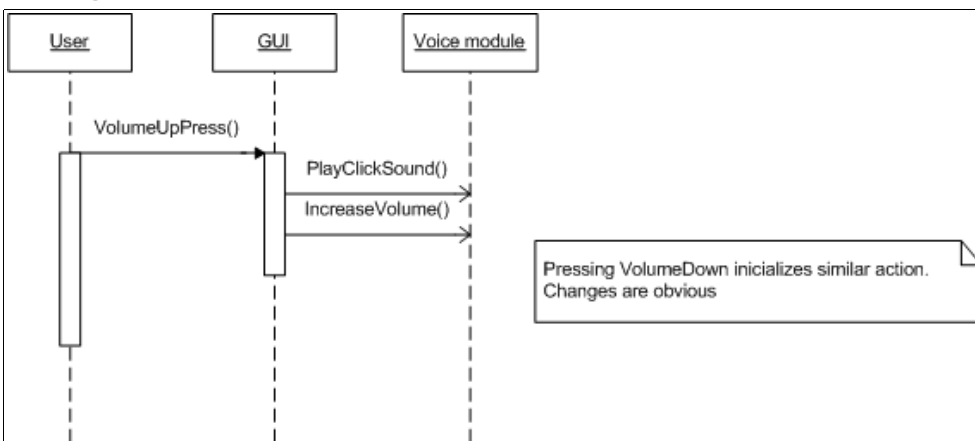 User
GUI
Voice module
VolumeUpPress()
PlayClickSound()
IncreaseVolume()
Pressing VolumeDown inicializes similar action.
Changes are obvious